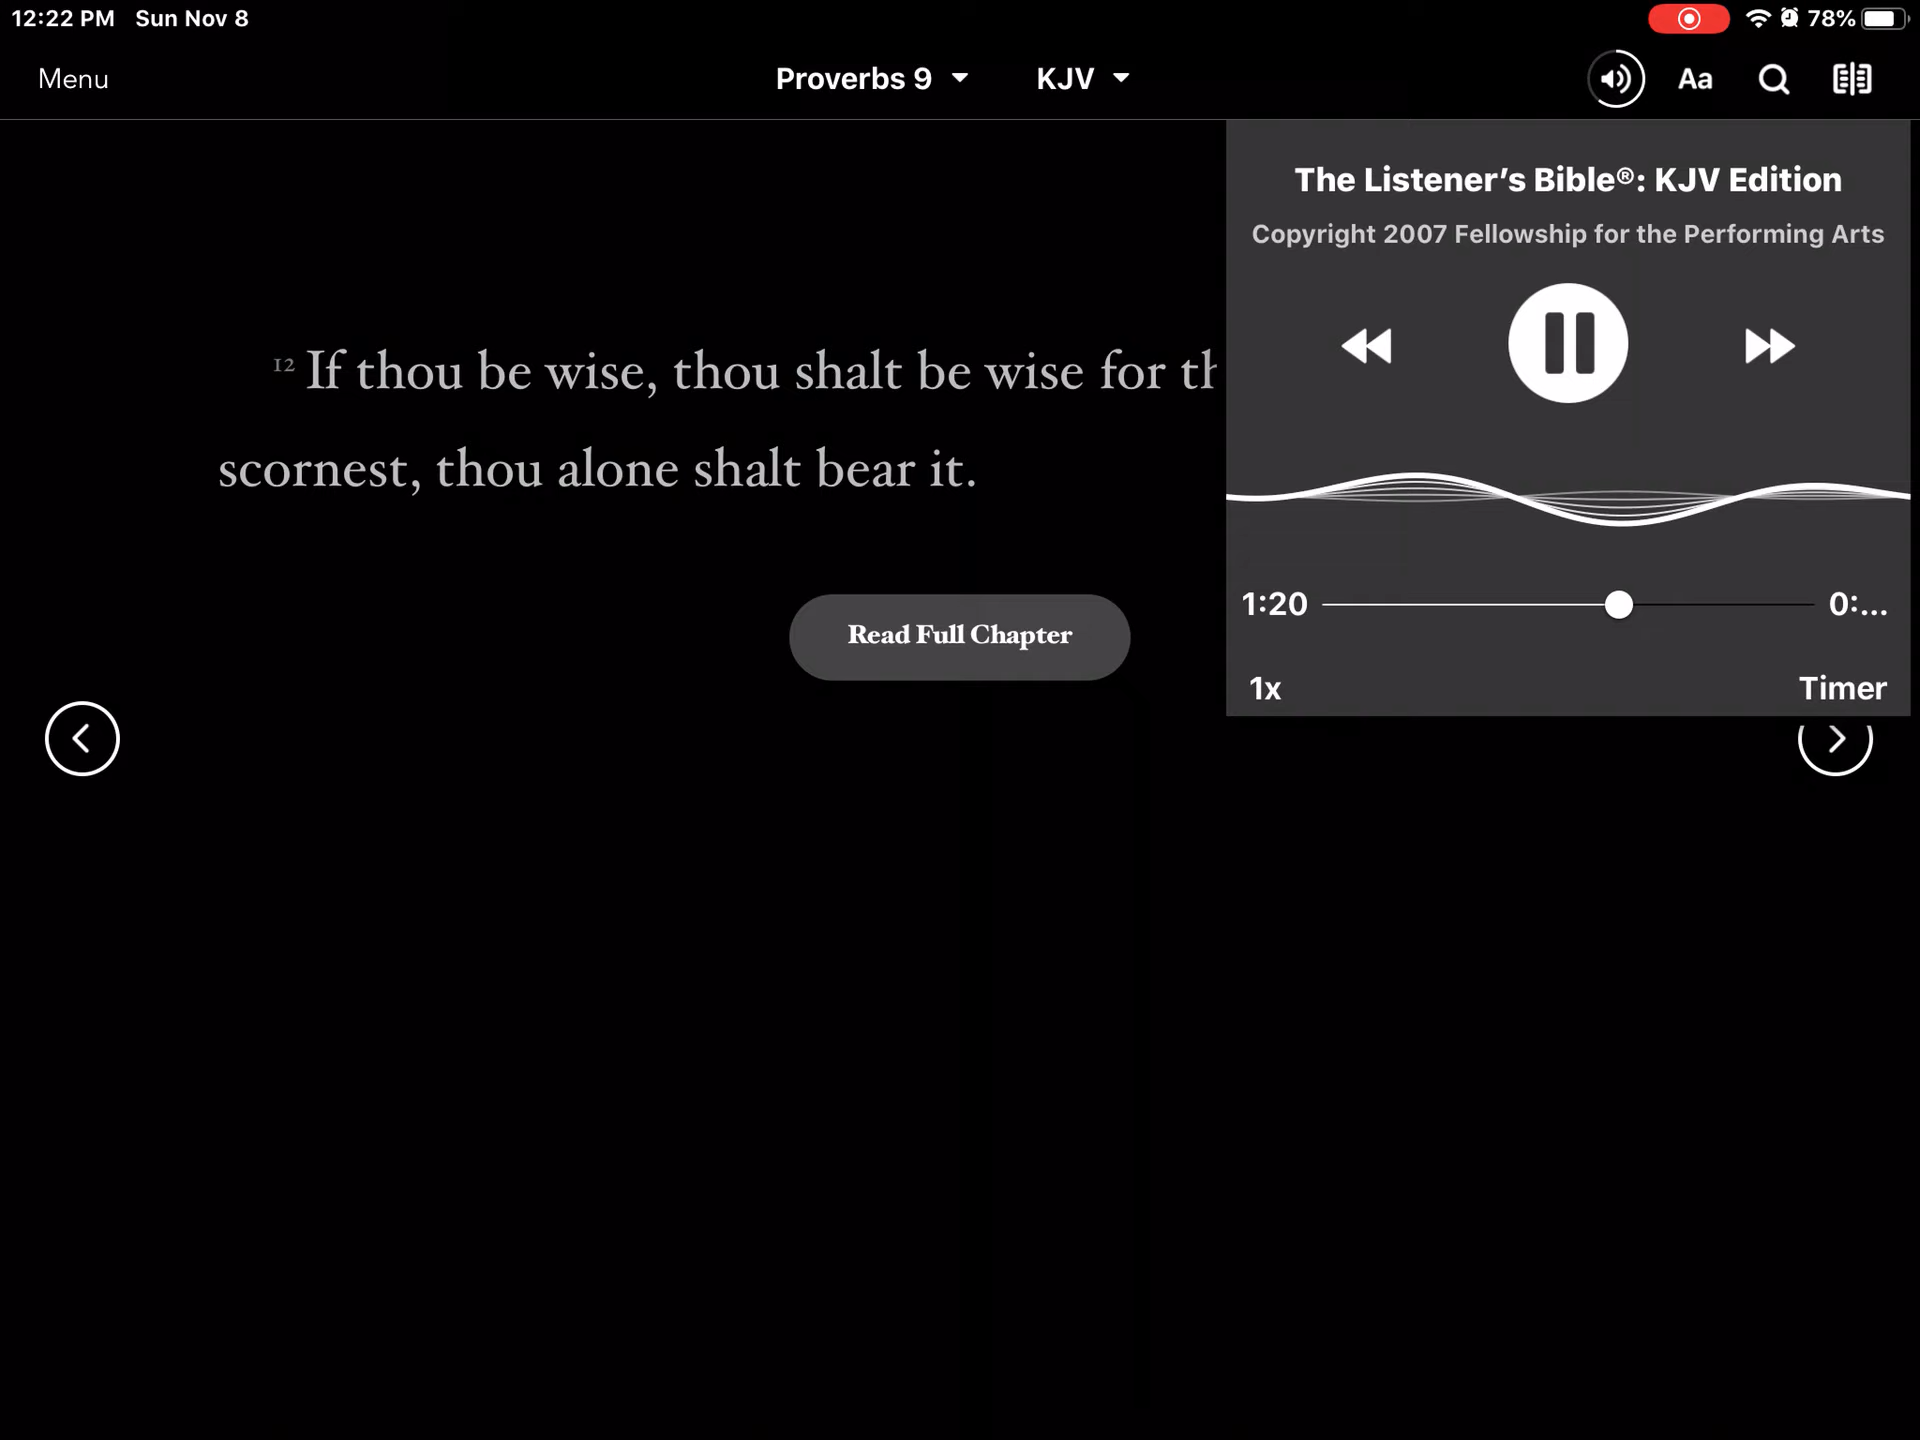 12:22 PM Sun Nov 8 78%
Menu Proverbs 9 KJV Aa
The Listener’s Bible®: KJV Edition
Copyright 2007 Fellowship for the Performing Arts
12 If thou be wise, thou shalt be wise for
scornest, thou alone shalt bear it.
1:20 0:...
Read Full Chapter
1x Timer